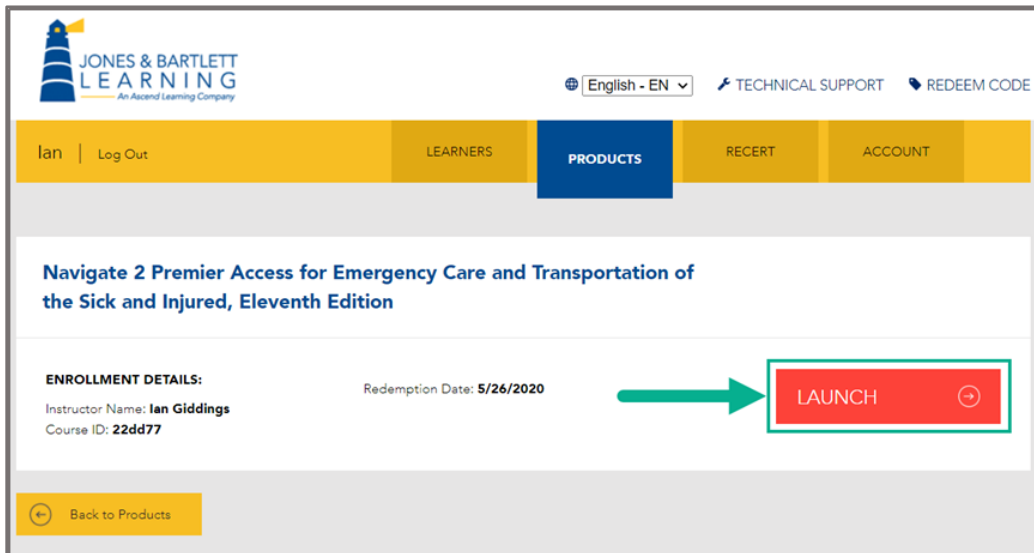 JONES & BARTLETT
LEARNING
An Ascend Learning Company
English - EN
TECHNICAL SUPPORT
REDEEM CODE
Ian | Log Out
LEARNERS
PRODUCTS
RECERT
ACCOUNT
Navigate 2 Premier Access for Emergency Care and Transportation of
the Sick and Injured, Eleventh Edition
ENROLLMENT DETAILS:
Instructor Name: Ian Giddings
Course ID: 22dd77
Redemption Date: 5/26/2020
LAUNCH
Back to Products